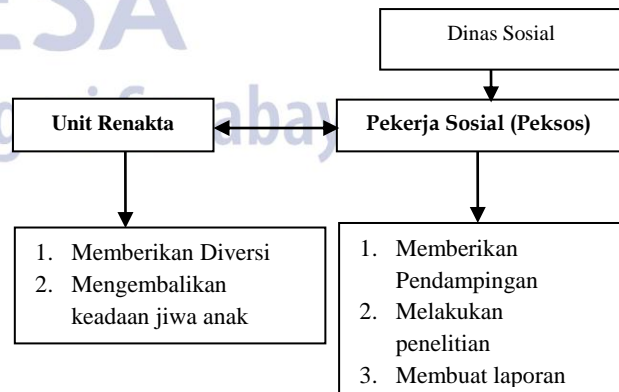 ESA
Dinas Sosial
Unit Renakta
Pekerja Sosial (Peksos)
1. Memberikan Diversi
2. Mengembalikan
keadaan jiwa anak
1. Memberikan
Pendampingan
2. Melakukan
penelitian
3. Membuat laporan